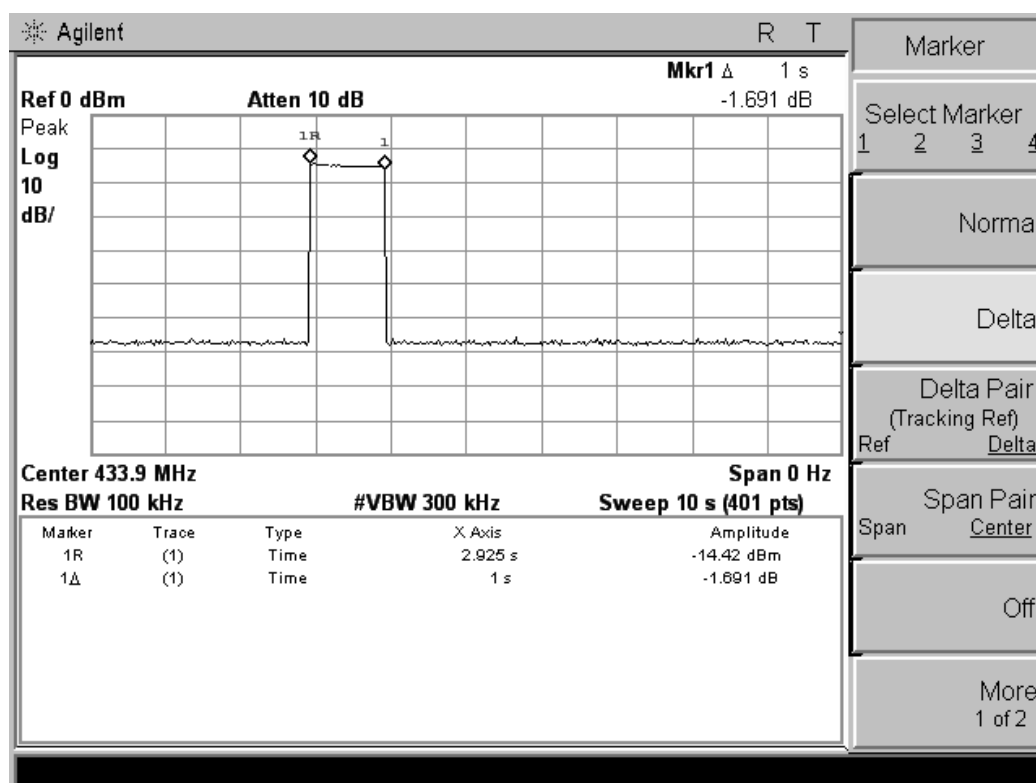 Agilent R T
Mkr1 Δ 1 s
Ref 0 dBm Atten 10 dB -1.691 dB
Peak
Log
10
dB/
1R
1
Center 433.9 MHz Span 0 Hz
Res BW 100 kHz #VBW 300 kHz Sweep 10 s (401 pts)
Marker Trace Type X Axis Amplitude
1R (1) Time 2.925 s -14.42 dBm
1Δ (1) Time 1 s -1.691 dB
Marker
Select Marker
1 2 3 4
Norma
Delta
Delta Pair
(Tracking Ref)
Ref Delta
Span Pair
Span Center
Off
More
1 of 2